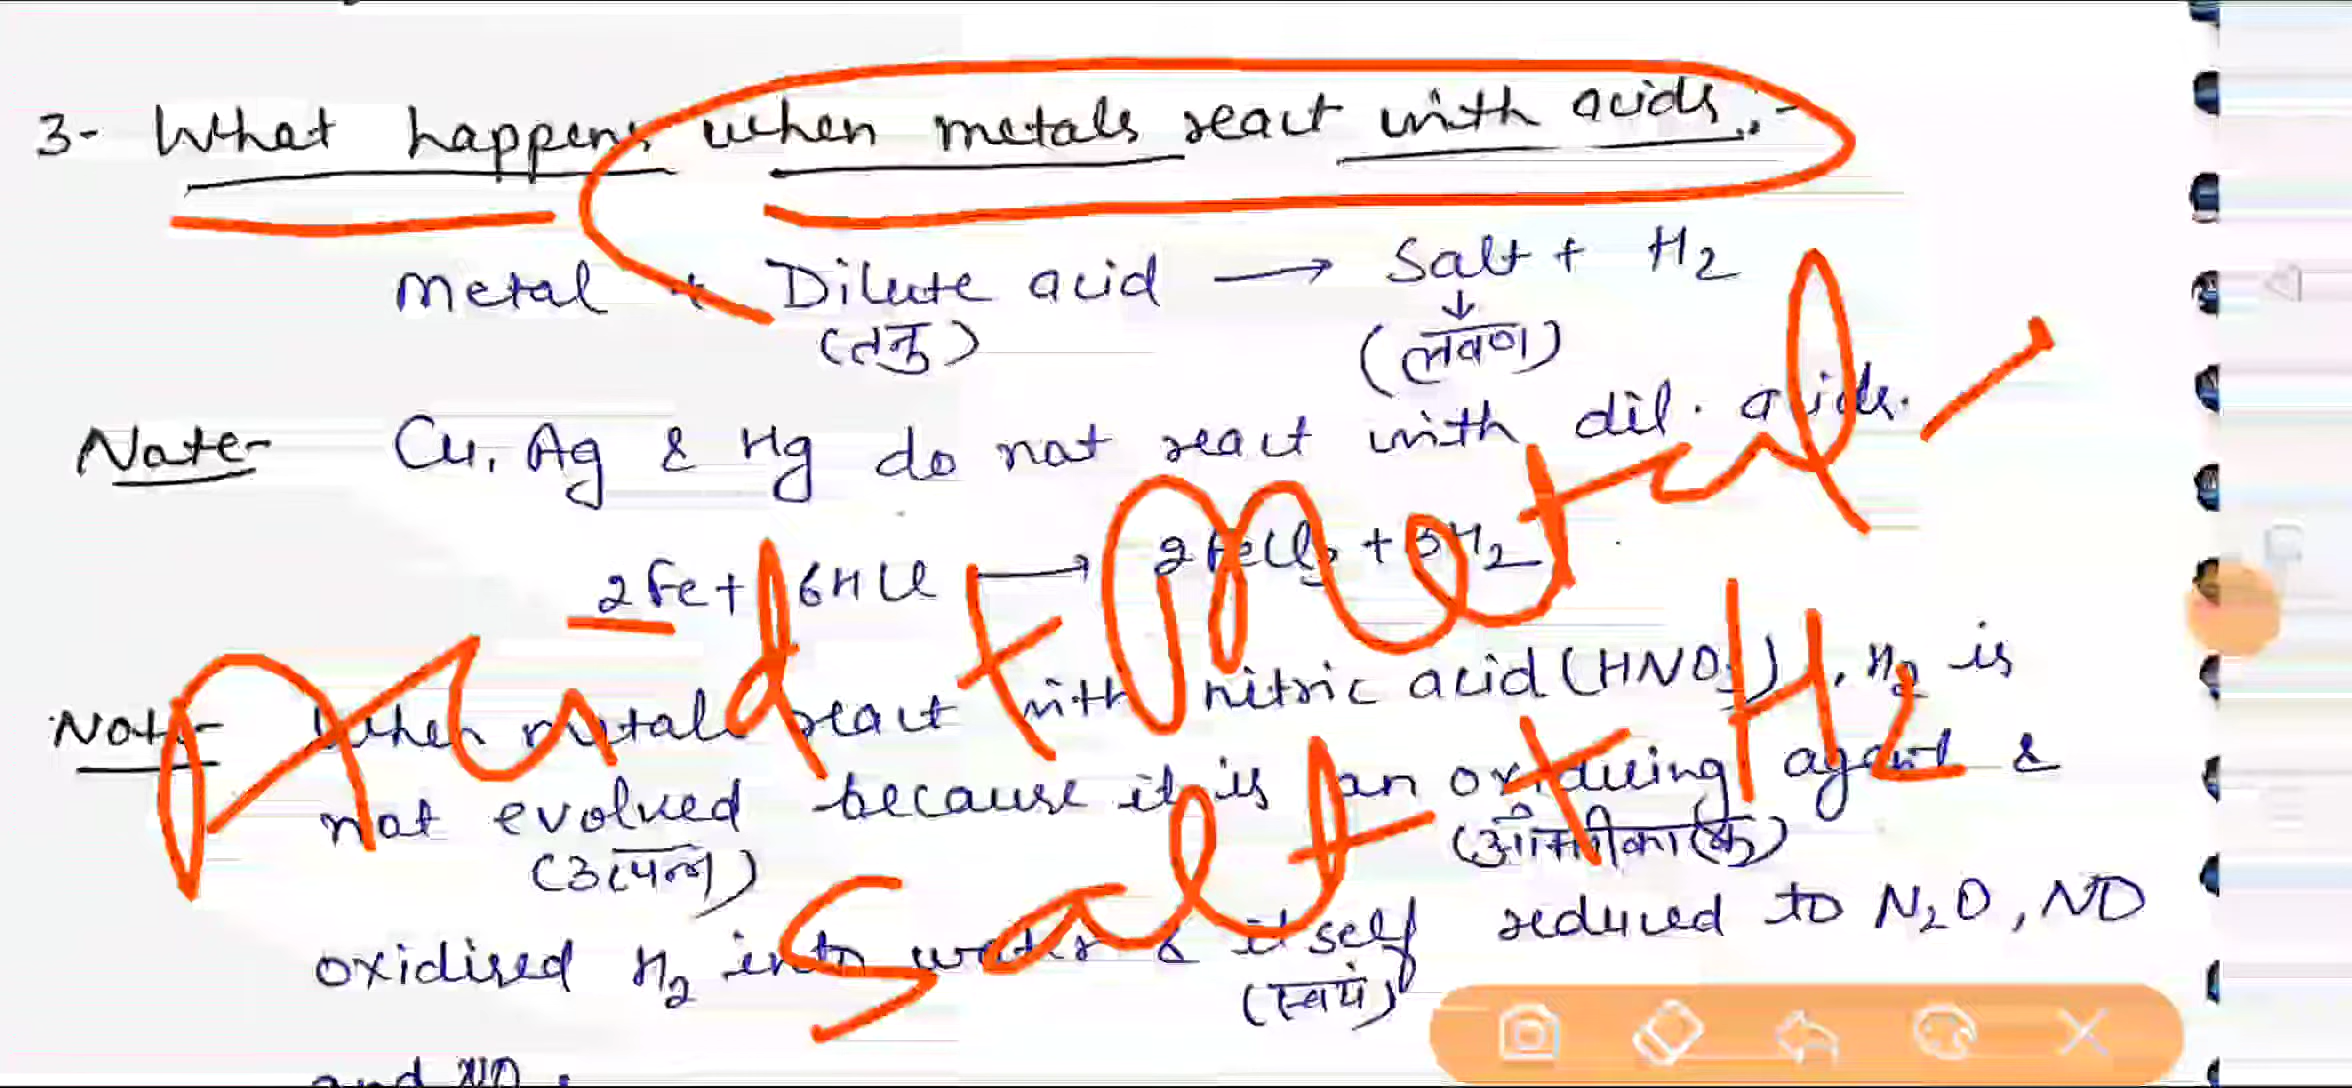 3- What happens when metals react with acids:-
Metal + Dilute acid → Salt + H2
(तनु) (लवण)
Note- Cu, Ag & Hg do not react with dil. acids.
2Fe + 6HCl → 2FeCl3 + 3H2
Note- When metals react with nitric acid (HNO3), H2 is
not evolved because it is an oxiduing agent &
(उत्पन्न) (ऑक्सीकारक)
oxidised H2 into water & itself reduced to N2O, NO
(स्वयं)
and
Acid + Metal -
Salt + H2